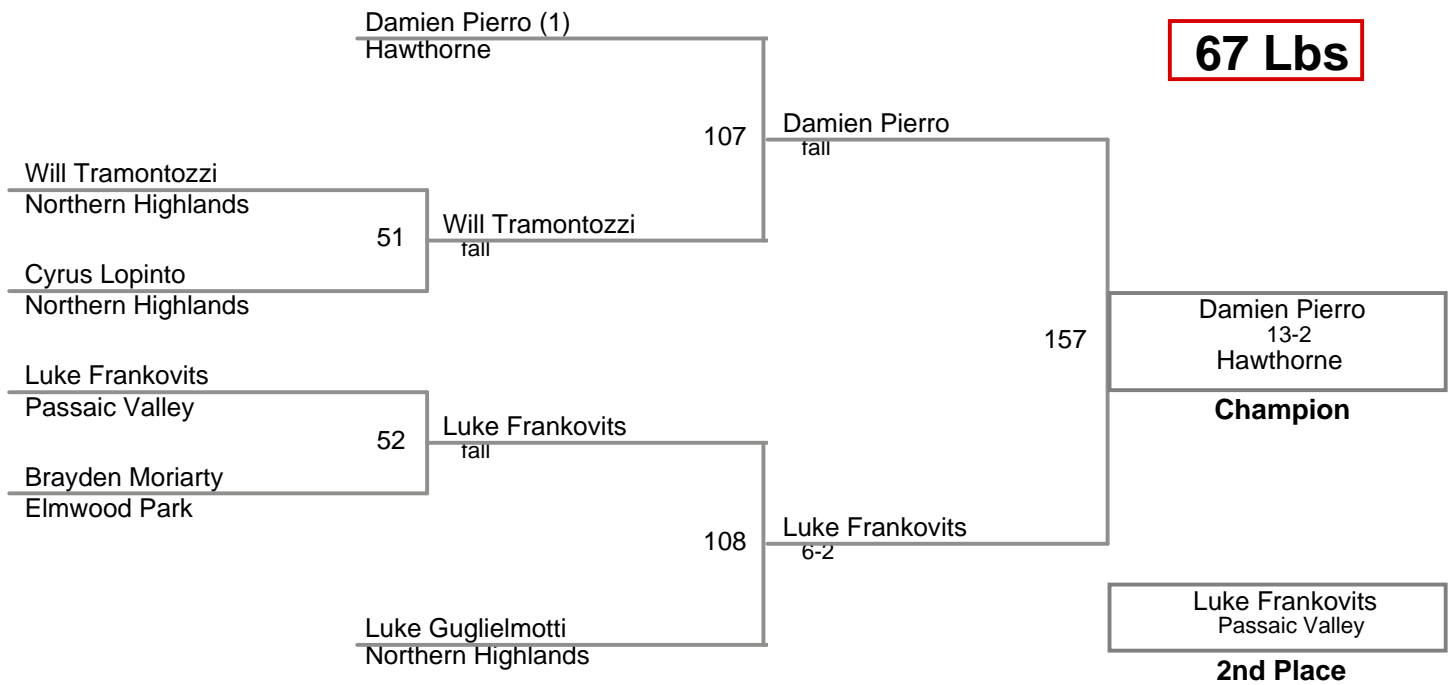 Damien Pierro (1)
Hawthorne
67 Lbs
107
Damien Pierro
fall
Will Tramontozzi
Northern Highlands
51
Will Tramontozzi
fall
Cyrus Lopinto
Northern Highlands
157
Damien Pierro
13-2
Hawthorne
Champion
Luke Frankovits
Passaic Valley
52
Luke Frankovits
fall
Brayden Moriarty
Elmwood Park
108
Luke Frankovits
6-2
Luke Guglielmotti
Northern Highlands
Luke Frankovits
Passaic Valley
2nd Place